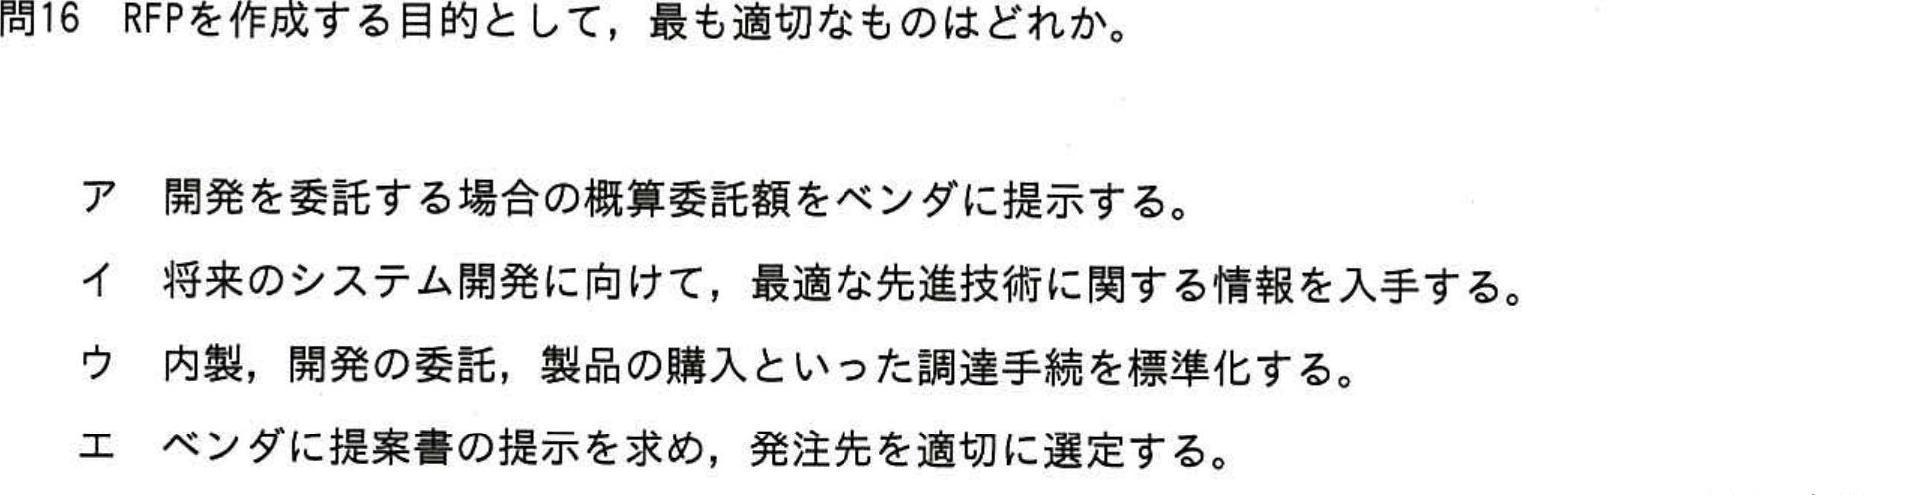 問16 RFPを作成する目的として，最も適切なものはどれか。
ア 開発を委託する場合の概算委託額をベンダに提示する。
イ 将来のシステム開発に向けて，最適な先進技術に関する情報を入手する。
ウ 内製，開発の委託，製品の購入といった調達手続を標準化する。
エ ベンダに提案書の提示を求め，発注先を適切に選定する。